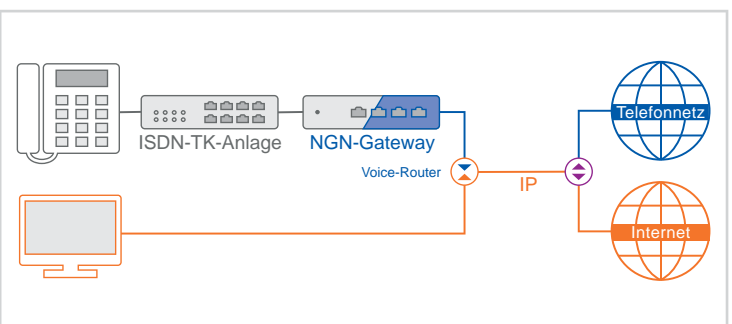 Telefonnetz
ISDN-TK-Anlage
NGN-Gateway
Voice-Router
IP
Internet